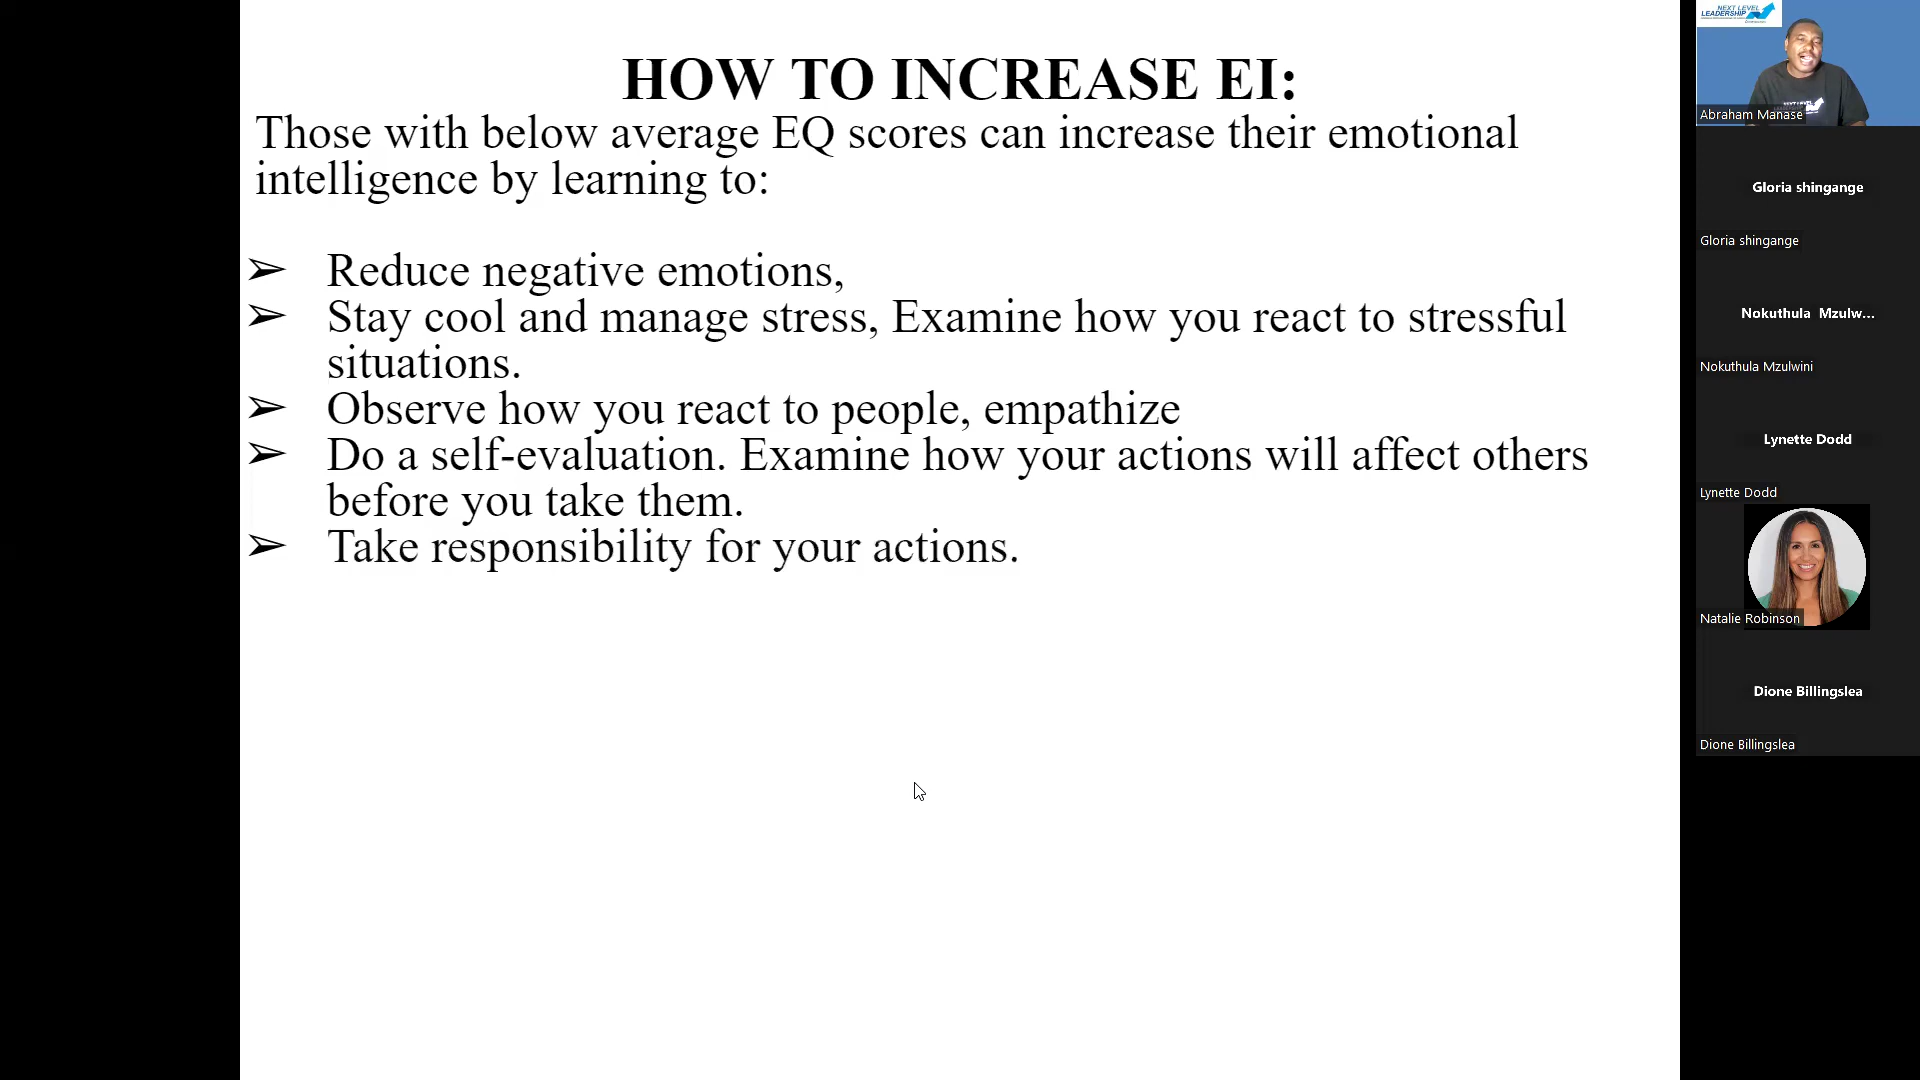 HOW TO INCREASE EI:
Those with below average EQ scores can increase their emotional
intelligence by learning to:
➢ Reduce negative emotions,
➢ Stay cool and manage stress, Examine how you react to stressful
situations.
➢ Observe how you react to people, empathize
➢ Do a self-evaluation. Examine how your actions will affect others
before you take them.
➢ Take responsibility for your actions.
NEXT LEVEL
LEADERSHIP
Abraham Manase
Gloria shingange
Gloria shingange
Nokuthula Mzulw...
Nokuthula Mzulwini
Lynette Dodd
Lynette Dodd
Natalie Robinson
Dione Billingslea
Dione Billingslea